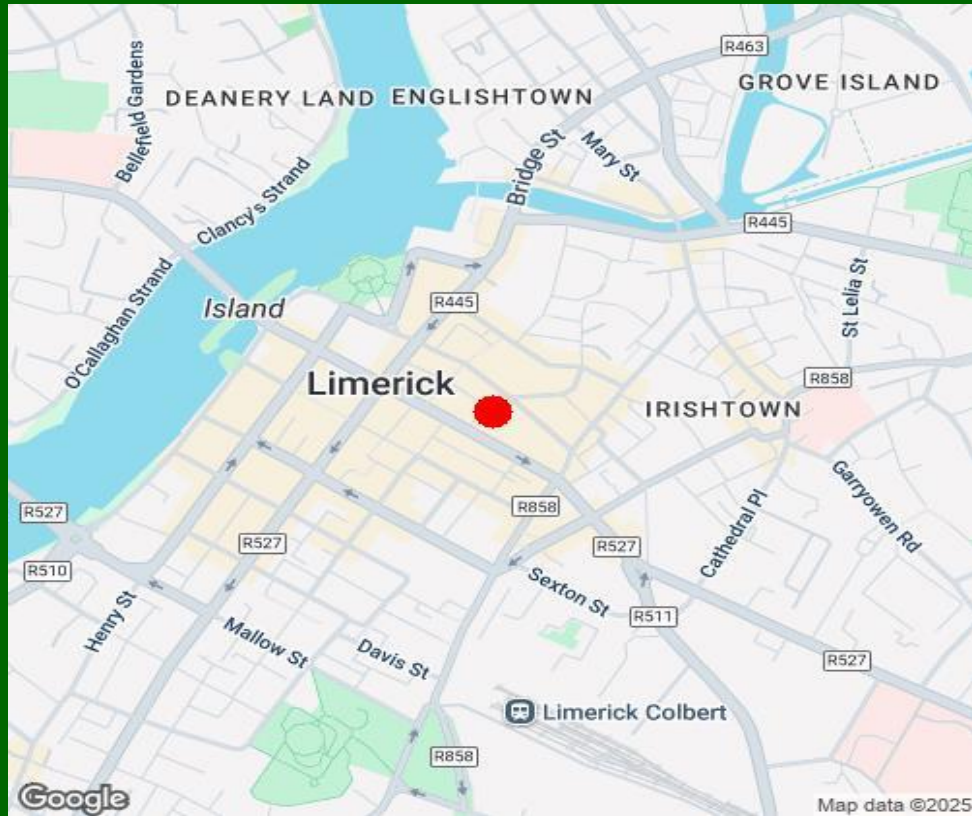 R463
Bellefield Gardens
DEANERY LAND
ENGLISHTOWN
GROVE ISLAND
Bridge St
Mary St
Clancy's Strand
R445
O'Callaghan Strand
Island
R445
St Lelia St
Limerick
R858
IRISHTOWN
R527
R858
Garryowen Rd
R527
R527
Cathedral Pl
R510
Sexton St
Henry St
R511
Mallow St
Davis St
R527
Limerick Colbert
R858
Google
Map data ©2025